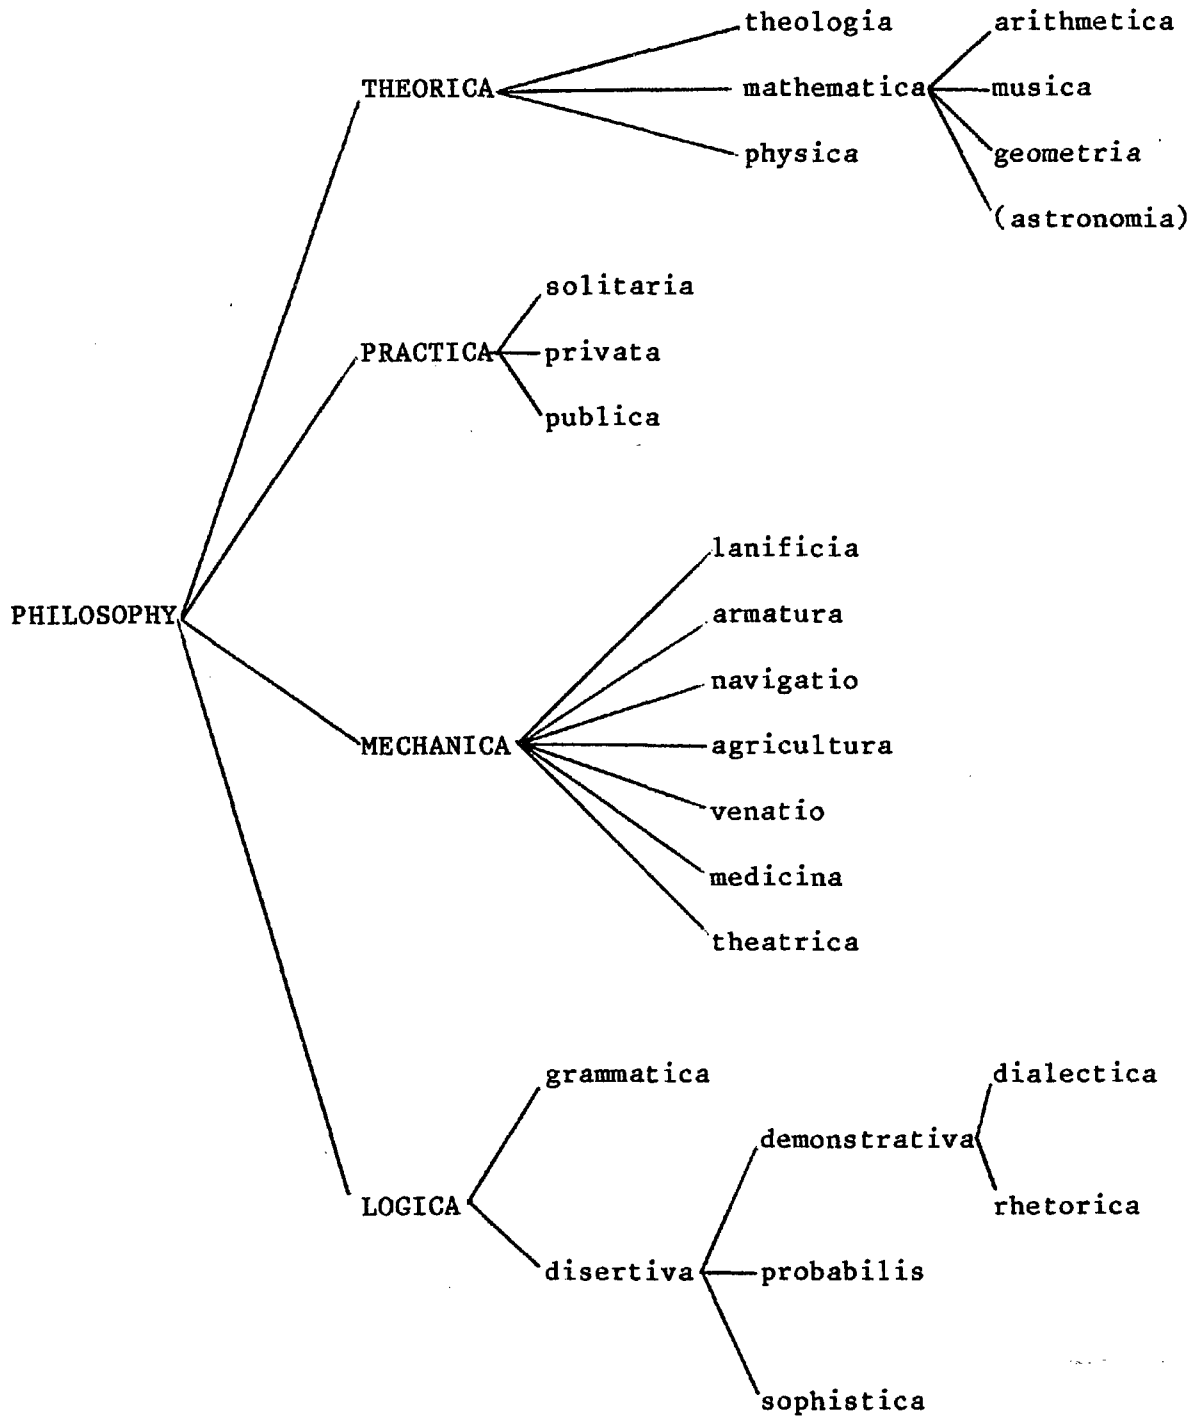 theologia arithmetica
THEORICA mathematica musica
physica geometria
(astronomia)
solitaria
PRACTICA privata
publica
lanificia
PHILOSOPHY armatura
navigatio
MECHANICA agricultura
venatio
medicina
theatrica
grammatica dialectica
demonstrativa
LOGICA rhetorica
disertiva probabilis
sophistica